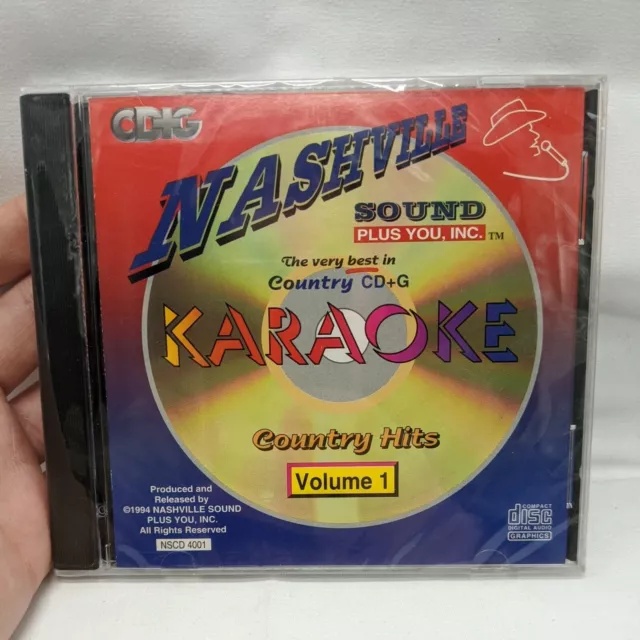 CD+G
NASHVILLE
SOUND
PLUS YOU, INC. ™
The very best in
Country CD+G
KARAOKE
Country Hits
Volume 1
Produced and
Released by
©1994 NASHVILLE SOUND
PLUS YOU, INC.
All Rights Reserved
NSCD 4001
COMPACT
disc
DIGITAL AUDIO
GRAPHICS